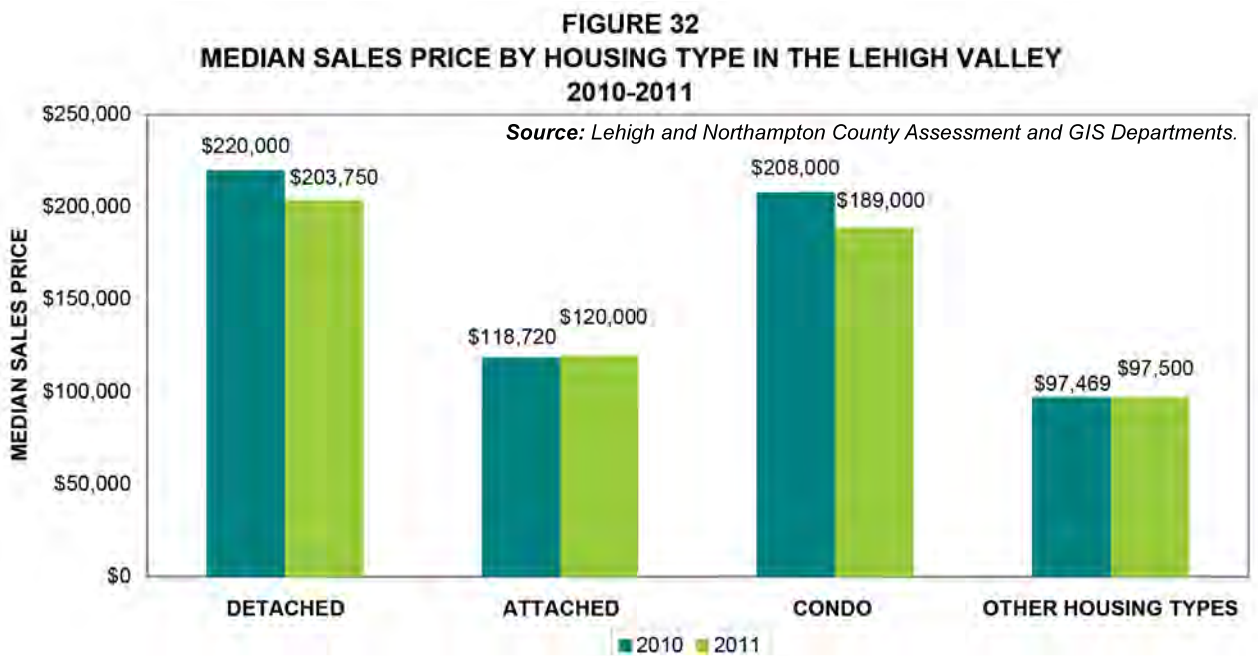 FIGURE 32
MEDIAN SALES PRICE BY HOUSING TYPE IN THE LEHIGH VALLEY
2010-2011
Source: Lehigh and Northampton County Assessment and GIS Departments.
MEDIAN SALES PRICE
$250,000
$200,000
$150,000
$100,000
$50,000
$0
$220,000
$203,750
$118,720
$120,000
$208,000
$189,000
$97,469
$97,500
DETACHED
ATTACHED
CONDO
OTHER HOUSING TYPES
2010
2011